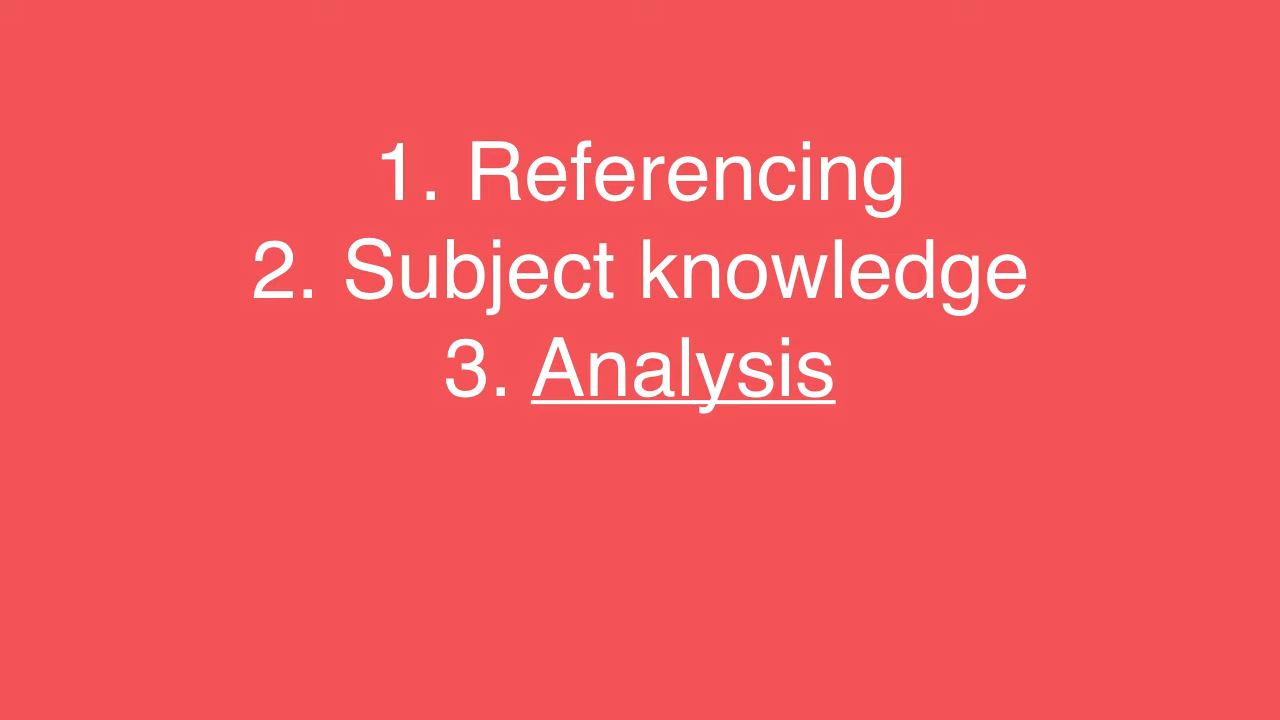 1. Referencing
2. Subject knowledge
3. Analysis